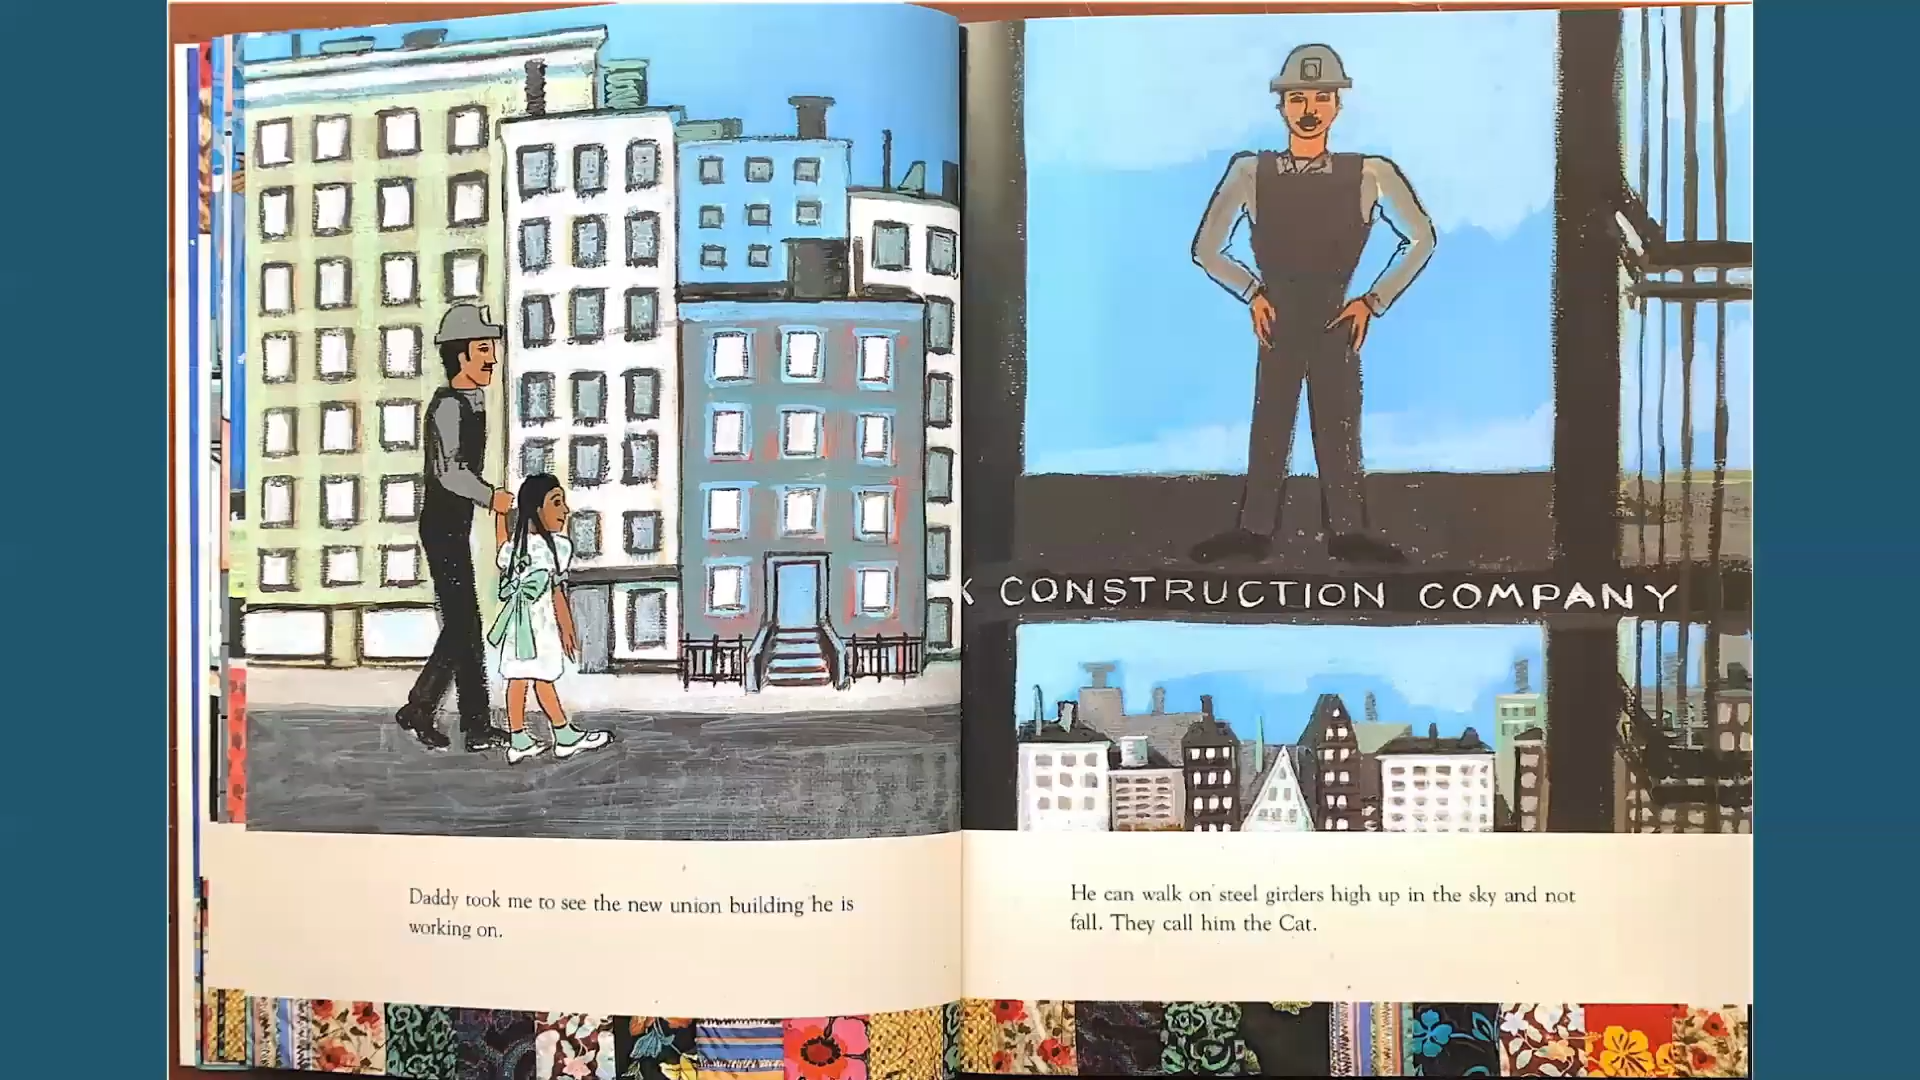 Daddy took me to see the new union building he is
working on.
CONSTRUCTION COMPANY
He can walk on steel girders high up in the sky and not
fall. They call him the Cat.